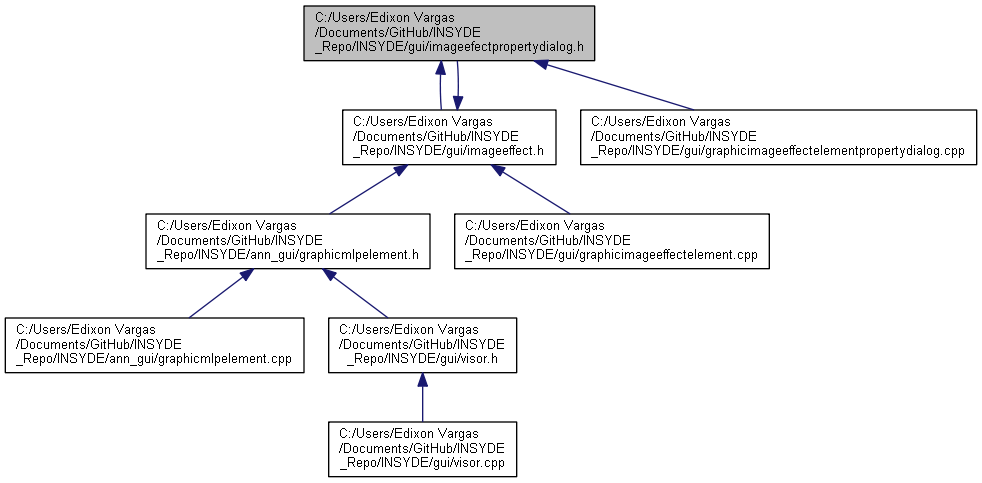 C:/Users/Edixon Vargas
/Documents/GitHub/INSYDE
_Repo/INSYDE/gui/imageefectpropertydialog.h
C:/Users/Edixon Vargas
/Documents/GitHub/INSYDE
_Repo/INSYDE/gui/imageeffect.h
C:/Users/Edixon Vargas
/Documents/GitHub/INSYDE
_Repo/INSYDE/gui/graphicimageeffectelementpropertydialog.cpp
C:/Users/Edixon Vargas
/Documents/GitHub/INSYDE
_Repo/INSYDE/ann_gui/graphicmlpelement.h
C:/Users/Edixon Vargas
/Documents/GitHub/INSYDE
_Repo/INSYDE/gui/graphicimageeffectelement.cpp
C:/Users/Edixon Vargas
/Documents/GitHub/INSYDE
_Repo/INSYDE/ann_gui/graphicmlpelement.cpp
C:/Users/Edixon Vargas
/Documents/GitHub/INSYDE
_Repo/INSYDE/gui/visor.h
C:/Users/Edixon Vargas
/Documents/GitHub/INSYDE
_Repo/INSYDE/gui/visor.cpp